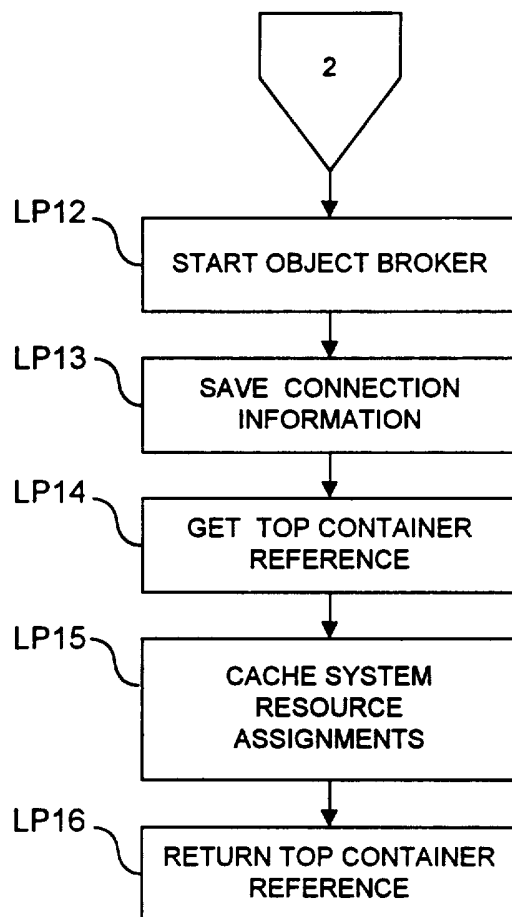 2
LP12
START OBJECT BROKER
LP13
SAVE CONNECTION
INFORMATION
LP14
GET TOP CONTAINER
REFERENCE
LP15
CACHE SYSTEM
RESOURCE
ASSIGNMENTS
LP16
RETURN TOP CONTAINER
REFERENCE